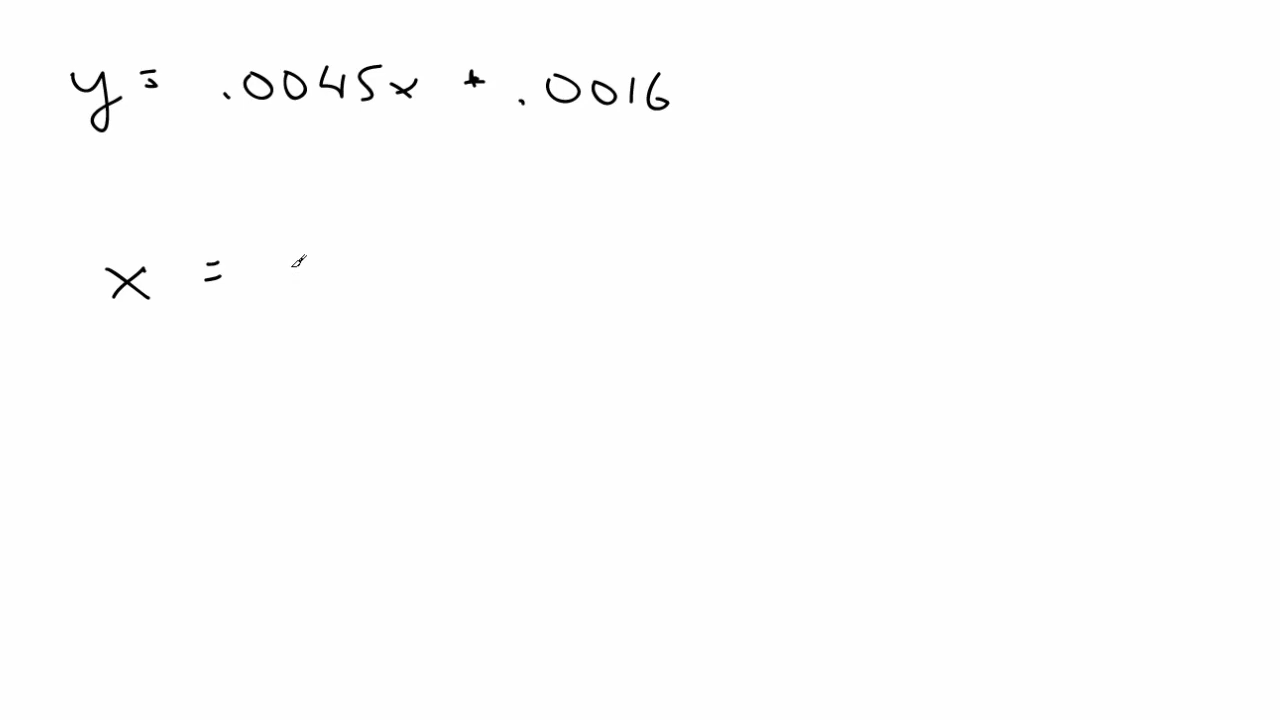 y = .0045x + .0016
x =